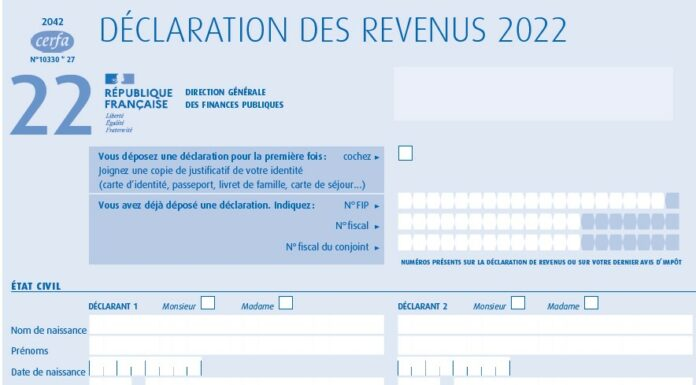 2042
cerfa
N°10330 * 27
DÉCLARATION DES REVENUS 2022
22
RÉPUBLIQUE
FRANÇAISE
Liberté
Égalité
Fraternité
DIRECTION GÉNÉRALE
DES FINANCES PUBLIQUES
Vous déposez une déclaration pour la première fois : cochez ►
Joignez une copie de justificatif de votre identité
(carte d'identité, passeport, livret de famille, carte de séjour...)
Vous avez déjà déposé une déclaration. Indiquez : N° FIP ►
N° fiscal ►
N° fiscal du conjoint ►
NUMÉROS PRÉSENTS SUR LA DÉCLARATION DE REVENUS OU SUR VOTRE DERNIER AVIS D'IMPÔT
ÉTAT CIVIL
DÉCLARANT 1 Monsieur Madame DÉCLARANT 2 Monsieur Madame
Nom de naissance
Prénoms
Date de naissance